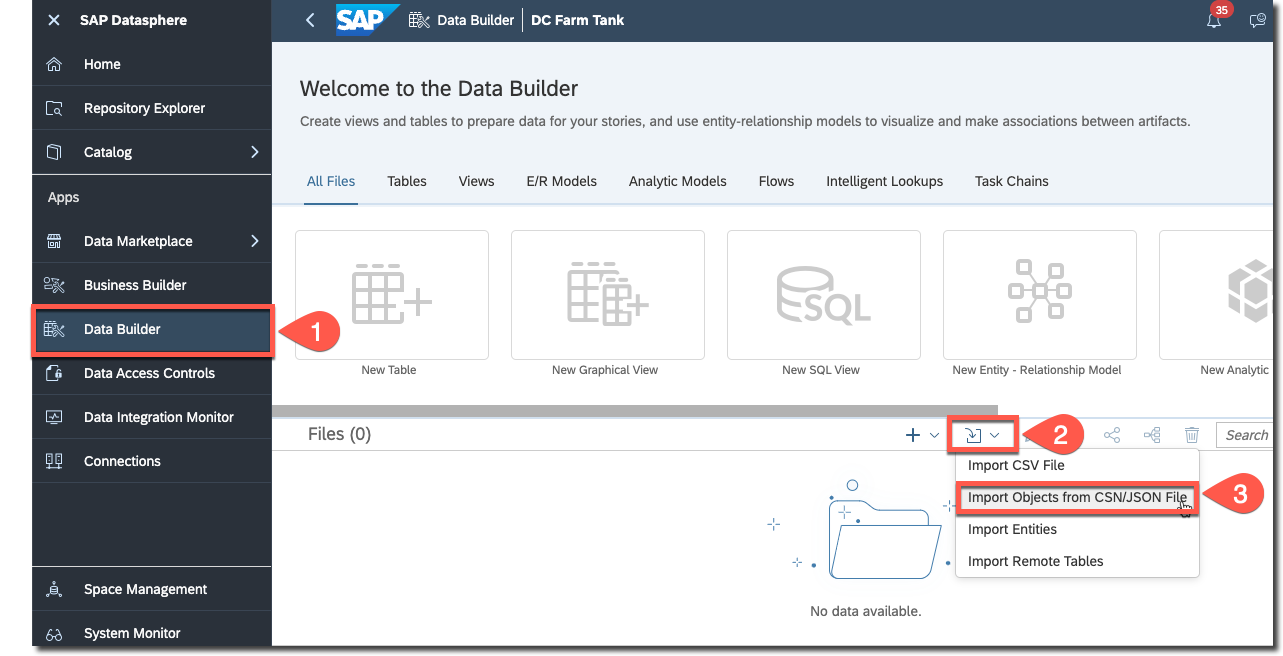 SAP Datasphere
SAP
Data Builder
DC Farm Tank
35
Home
Repository Explorer
Catalog
Apps
Data Marketplace
Business Builder
Data Builder
Data Access Controls
Data Integration Monitor
Connections
Space Management
System Monitor
1
Welcome to the Data Builder
Create views and tables to prepare data for your stories, and use entity-relationship models to visualize and make associations between artifacts.
All Files Tables Views E/R Models Analytic Models Flows Intelligent Lookups Task Chains
SQL
New Table New Graphical View New SQL View New Entity - Relationship Model New Analytic
Files (0)
2
Search
Import CSV File
Import Objects from CSN/JSON File
3
Import Entities
Import Remote Tables
No data available.